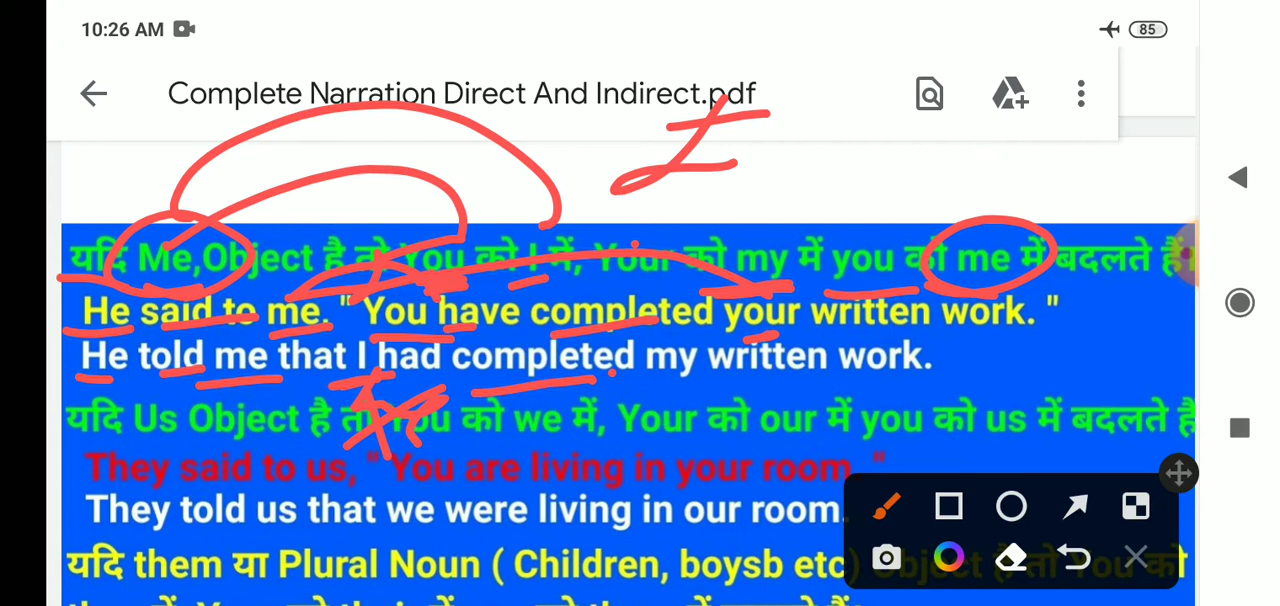 10:26 AM 85
Complete Narration Direct And Indirect.pdf
I
यदि Me,Object है तो You को I में, Your को my में you को me में बदलते हैं
He said to me. " You have completed your written work. "
He told me that I had completed my written work.
यदि Us Object है तो You को we में, Your को our में you को us में बदलते है
They said to us, " You are living in your room. "
They told us that we were living in our room.
यदि them या Plural Noun ( Children, boysb etc) Object है तो You को